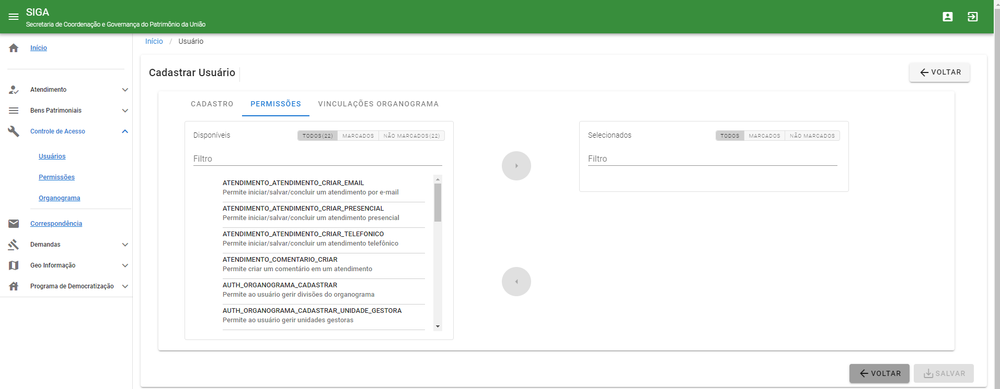 SIGA
Secretaria de Coordenação e Governança do Patrimônio da União
Início
Atendimento
Bens Patrimoniais
Controle de Acesso
Usuários
Permissões
Organograma
Correspondência
Demandas
Geo Informação
Programa de Democratização
Início / Usuário
Cadastrar Usuário
VOLTAR
CADASTRO PERMISSÕES VINCULAÇÕES ORGANOGRAMA
Disponíveis TODOS(22) MARCADOS NÃO MARCADOS(22)
Filtro
ATENDIMENTO_ATENDIMENTO_CRIAR_EMAIL
Permite iniciar/salvar/concluir um atendimento por e-mail
ATENDIMENTO_ATENDIMENTO_CRIAR_PRESENCIAL
Permite iniciar/salvar/concluir um atendimento presencial
ATENDIMENTO_ATENDIMENTO_CRIAR_TELEFONICO
Permite iniciar/salvar/concluir um atendimento telefônico
ATENDIMENTO_COMENTARIO_CRIAR
Permite criar um comentário em um atendimento
AUTH_ORGANOGRAMA_CADASTRAR
Permite ao usuário gerir divisões do organograma
AUTH_ORGANOGRAMA_CADASTRAR_UNIDADE_GESTORA
Permite ao usuário gerir unidades gestoras
Selecionados TODOS MARCADOS NÃO MARCADOS
Filtro
VOLTAR SALVAR